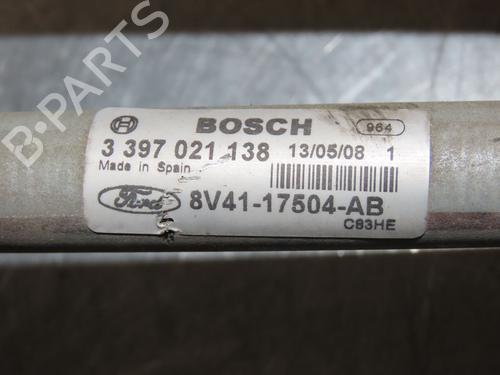 BOSCH
964
3 397 021 138 13/05/08 1
Made in Spain
Ford
8V41-17504-AB
C83HE
B-PARTS